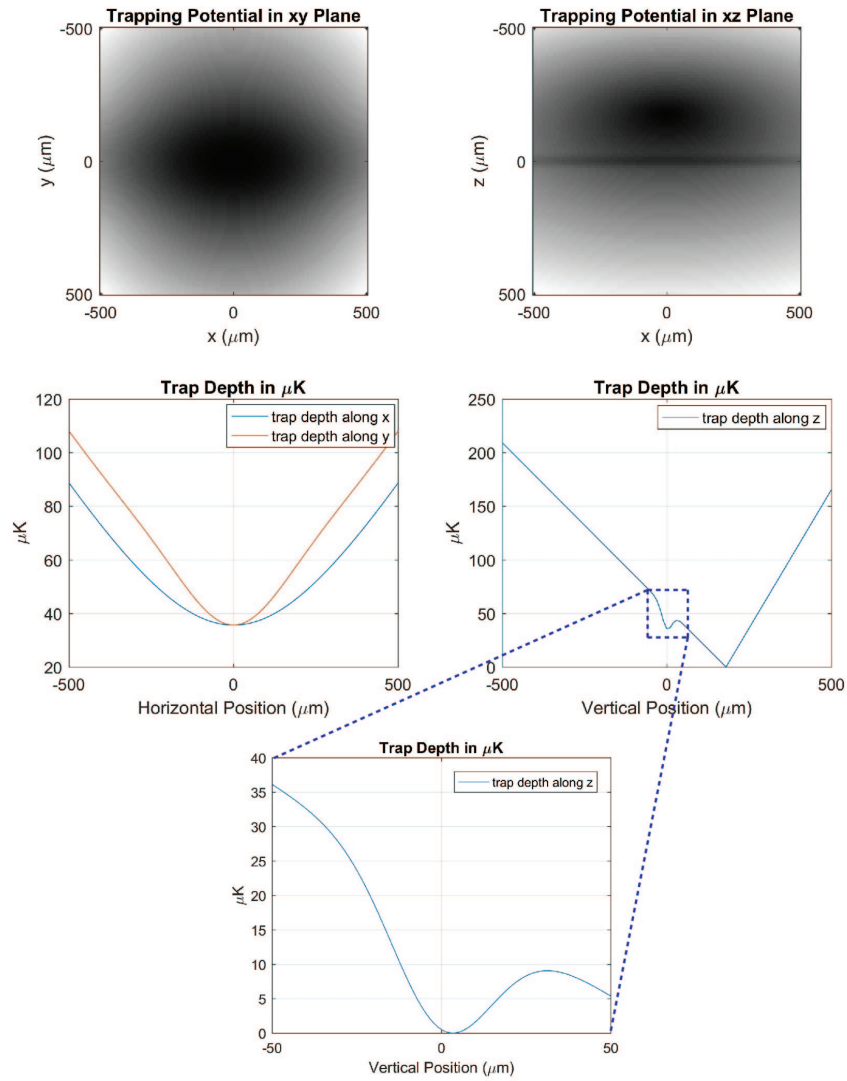 Trapping Potential in xy Plane
-500
0
500
y (μm)
-500 0 500
x (μm)
Trapping Potential in xz Plane
-500
0
500
z (μm)
-500 0 500
x (μm)
Trap Depth in μK
120
100
80
60
40
20
μK
trap depth along x
trap depth along y
-500 0 500
Horizontal Position (μm)
Trap Depth in μK
250
200
150
100
50
0
μK
trap depth along z
-500 0 500
Vertical Position (μm)
Trap Depth in μK
40
35
30
25
20
15
10
5
0
μK
trap depth along z
-50 0 50
Vertical Position (μm)